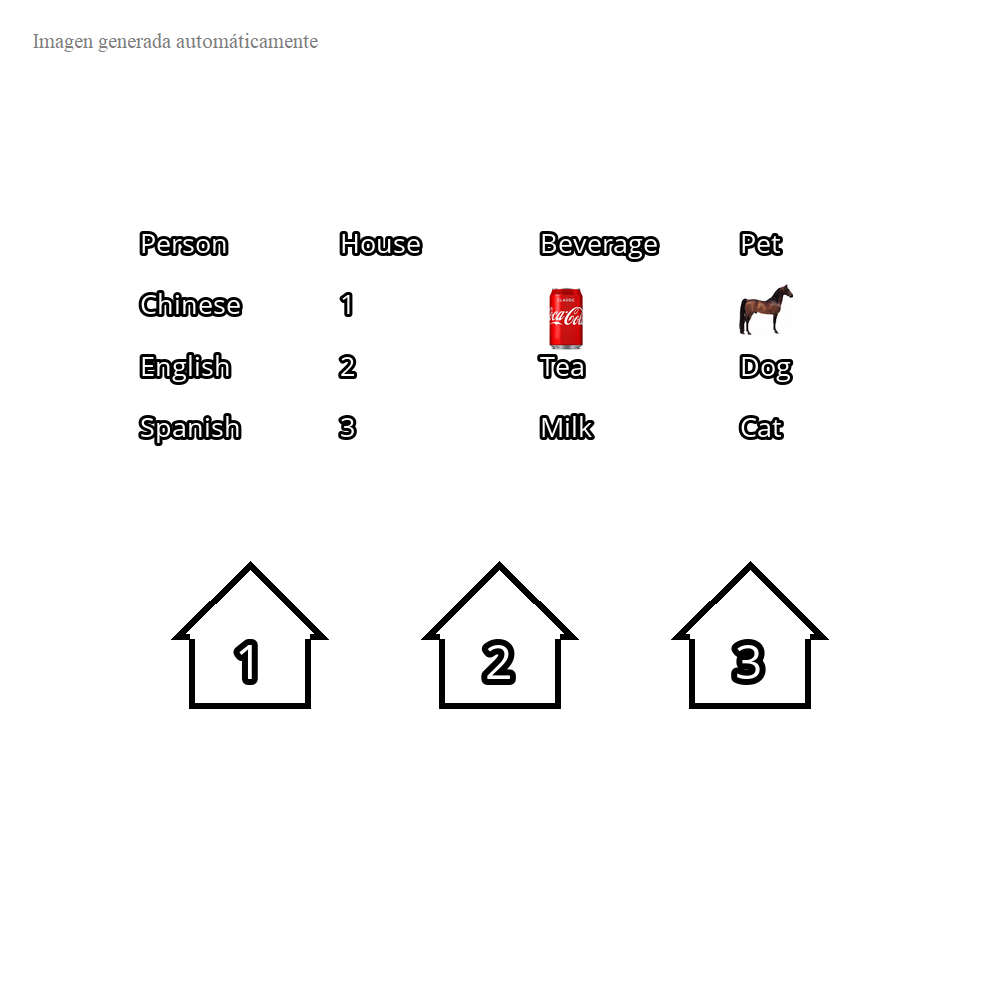 Imagen generada automáticamente
Person House Beverage Pet
Chinese 1
CLASSIC
Coca-Cola
English 2 Tea Dog
Spanish 3 Milk Cat
1 2 3